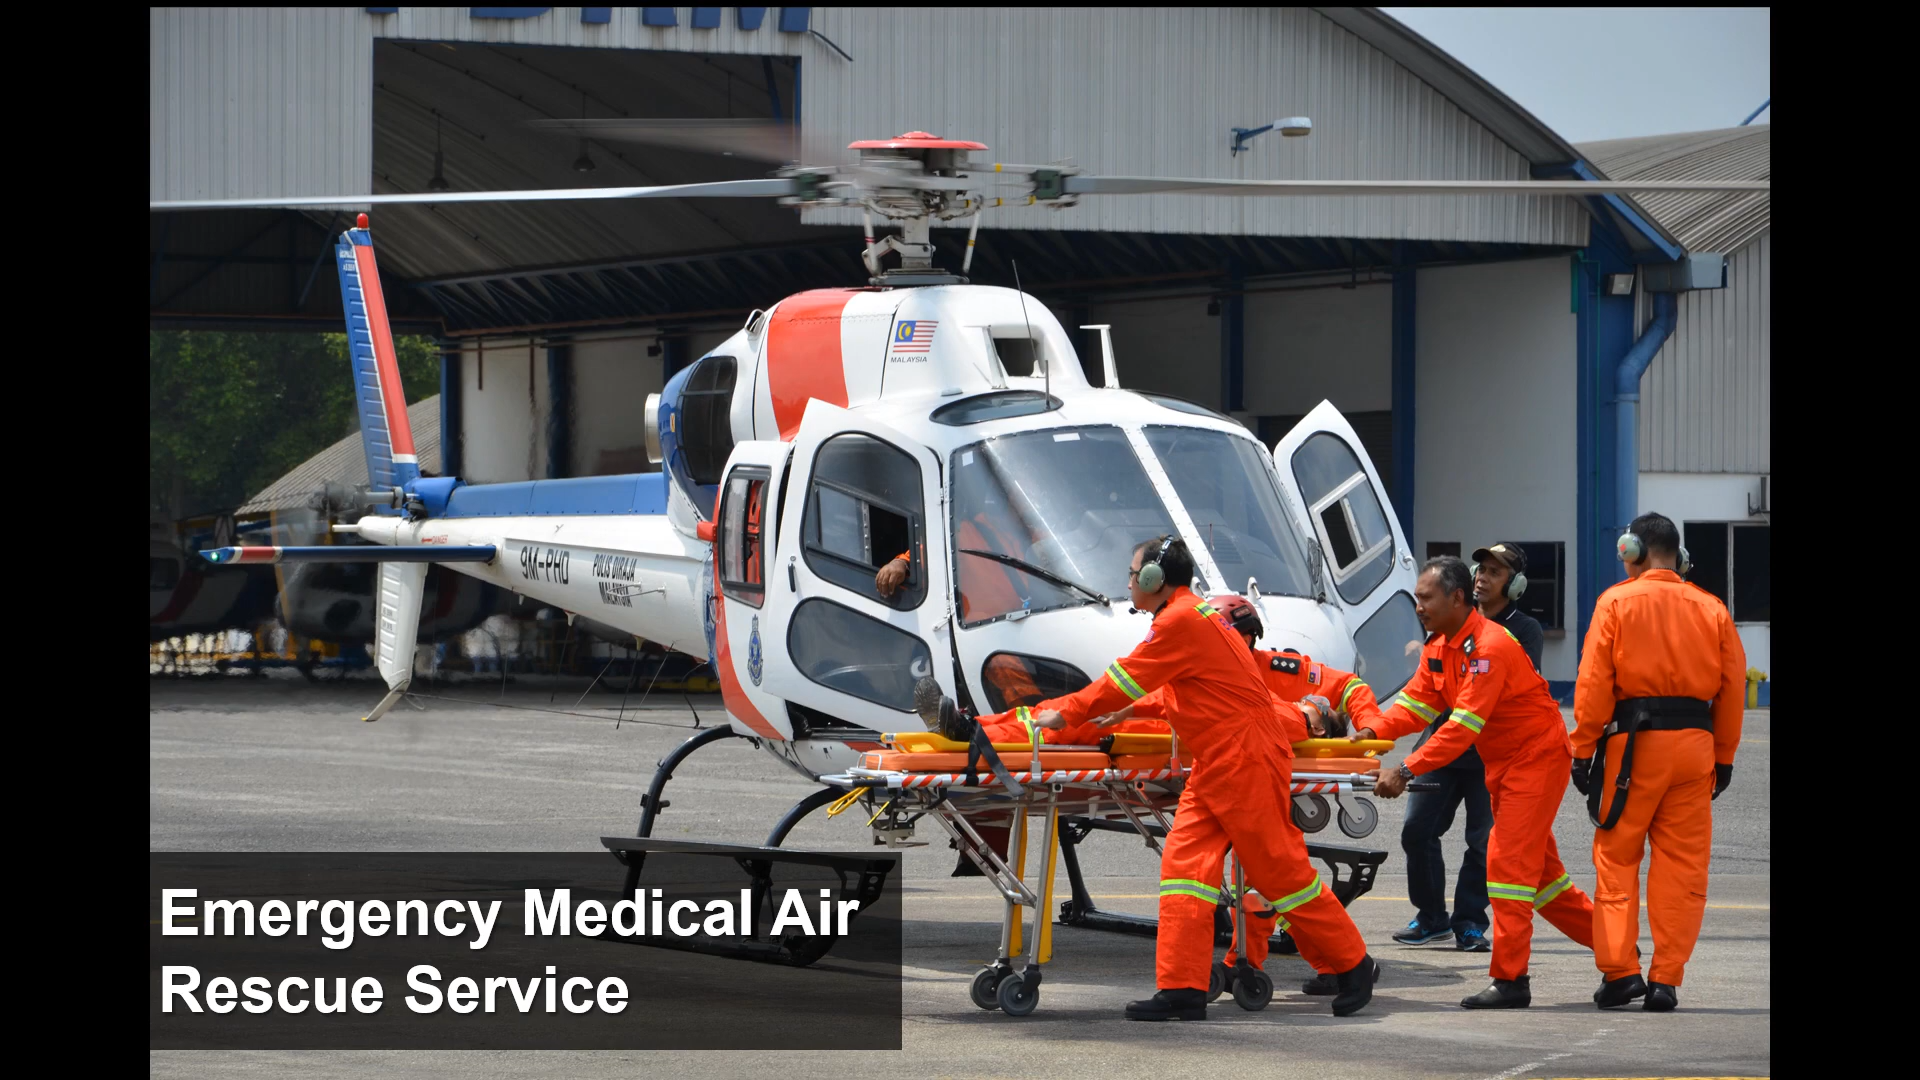 MALAYSIA
9M-PHD
POLIS DIRAJA
MALAYSIA
Emergency Medical Air
Rescue Service